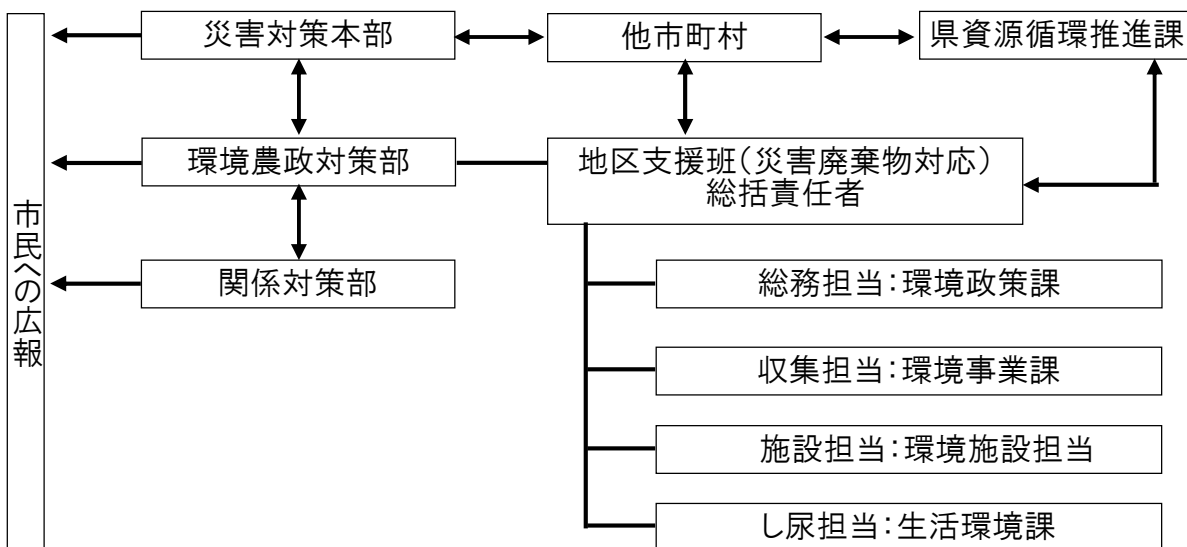 災害対策本部
他市町村
県資源循環推進課
環境農政対策部
地区支援班（災害廃棄物対応）
総括責任者
市民への広報
関係対策部
総務担当：環境政策課
収集担当：環境事業課
施設担当：環境施設担当
し尿担当：生活環境課